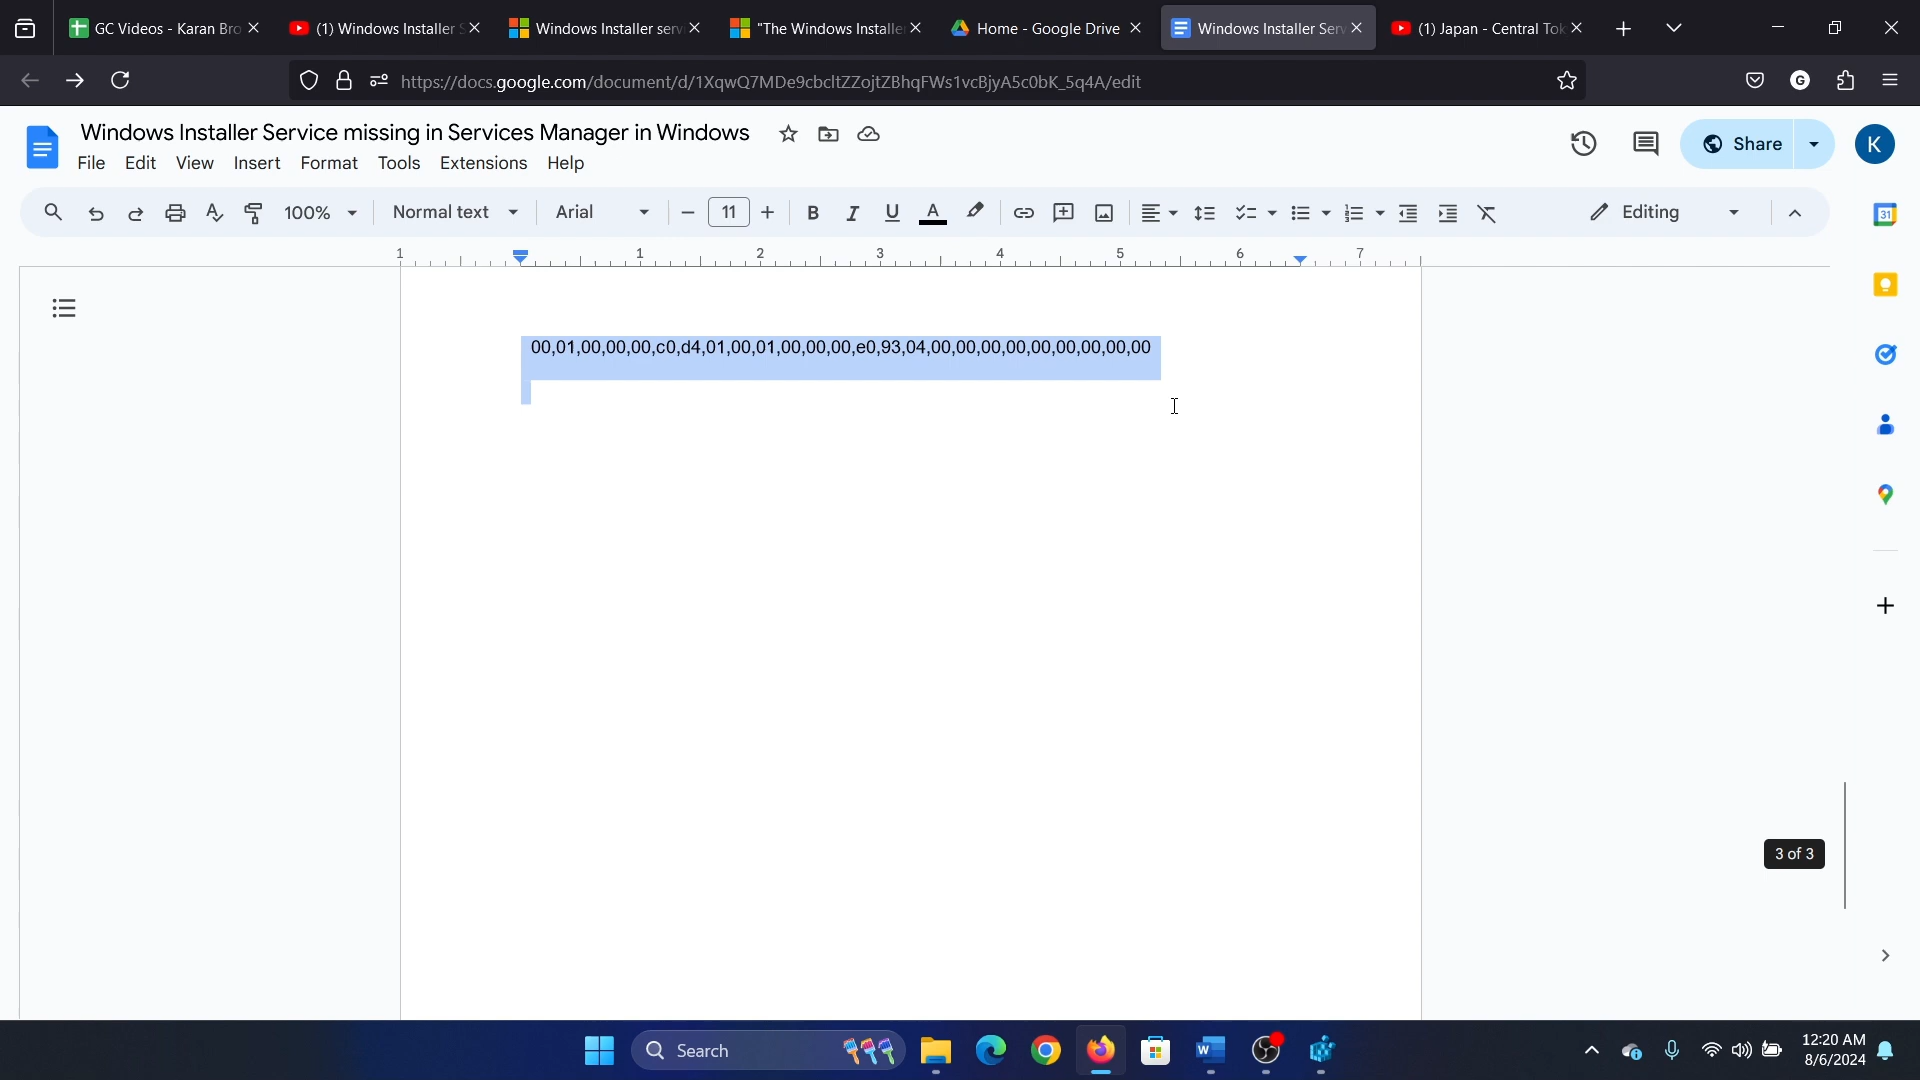 GC Videos - Karan Bro
(1) Windows Installer S
Windows Installer serv
"The Windows Installer
Home - Google Drive
Windows Installer Serv
(1) Japan - Central Tok
https://docs.google.com/document/d/1XqwQ7MDe9cbcltZZojtZBhqFWs1vcBjyA5c0bK_5q4A/edit
G
Windows Installer Service missing in Services Manager in Windows
File Edit View Insert Format Tools Extensions Help
Share
K
100% Normal text Arial 11 B I U A Editing
31
1 1 2 3 4 5 6 7
00,01,00,00,00,c0,d4,01,00,01,00,00,00,e0,93,04,00,00,00,00,00,00,00,00,00
3 of 3
Search
W
12:20 AM
8/6/2024